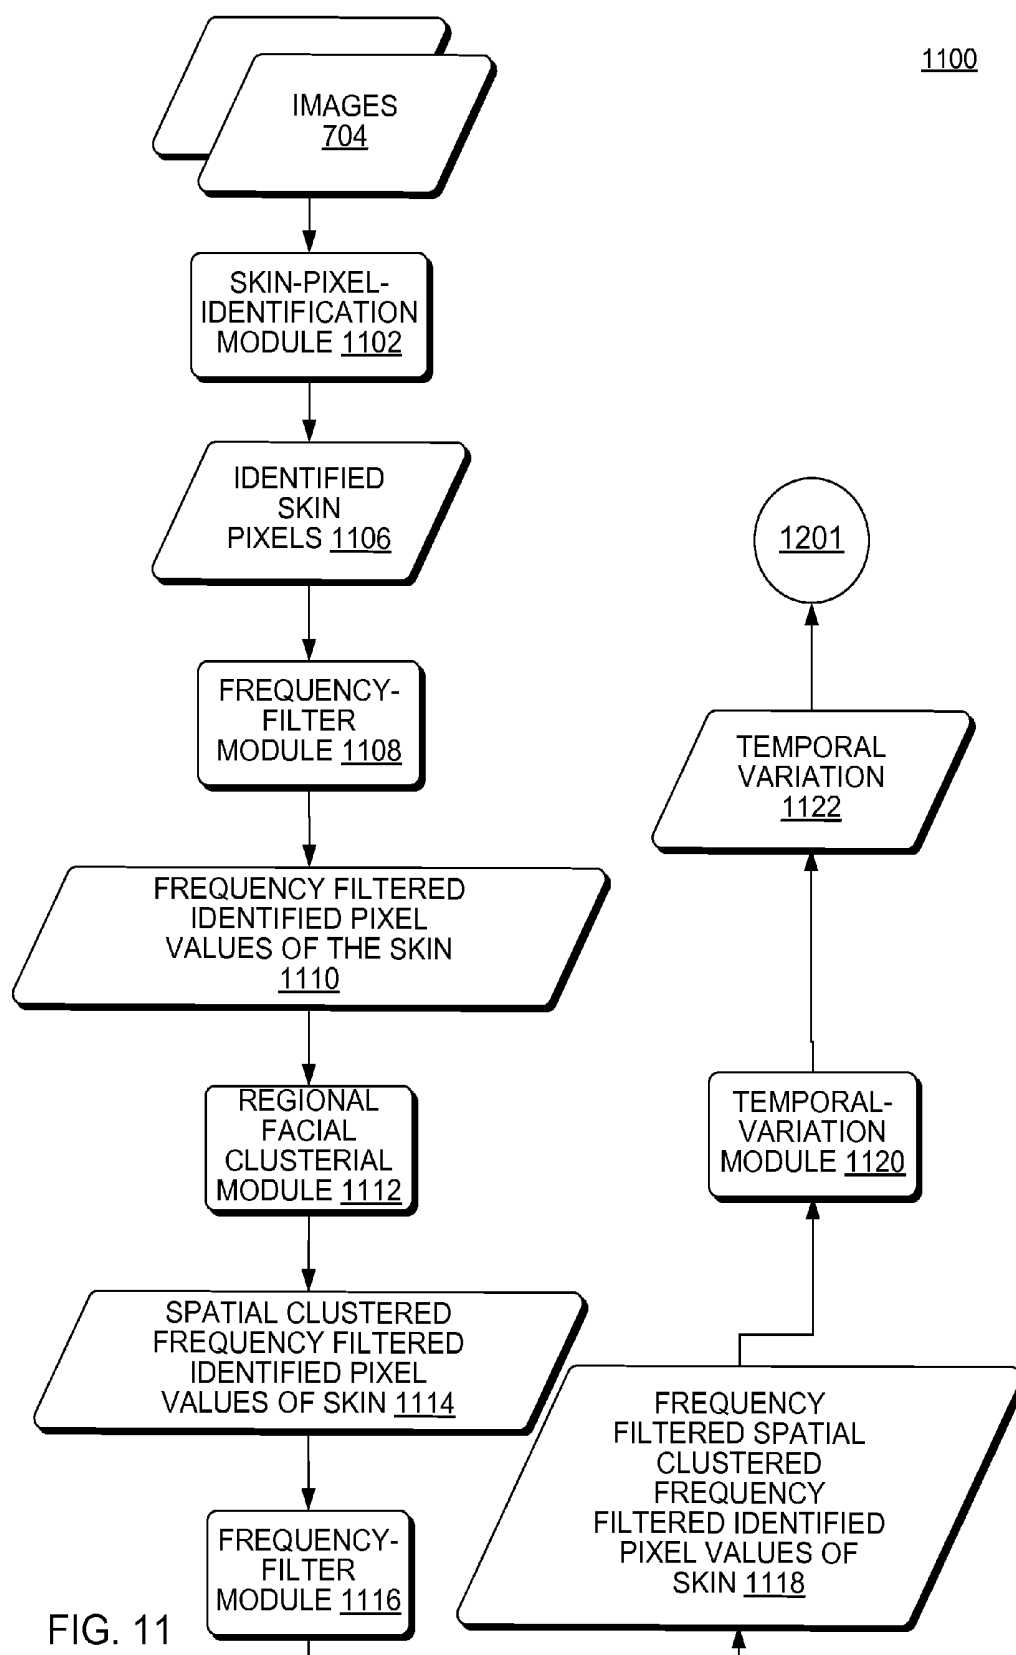 1100
IMAGES
704
SKIN-PIXEL-
IDENTIFICATION
MODULE 1102
IDENTIFIED
SKIN
PIXELS 1106
FREQUENCY-
FILTER
MODULE 1108
FREQUENCY FILTERED
IDENTIFIED PIXEL
VALUES OF THE SKIN
1110
REGIONAL
FACIAL
CLUSTERIAL
MODULE 1112
SPATIAL CLUSTERED
FREQUENCY FILTERED
IDENTIFIED PIXEL
VALUES OF SKIN 1114
FREQUENCY-
FILTER
MODULE 1116
FREQUENCY
FILTERED SPATIAL
CLUSTERED
FREQUENCY
FILTERED IDENTIFIED
PIXEL VALUES OF
SKIN 1118
TEMPORAL-
VARIATION
MODULE 1120
TEMPORAL
VARIATION
1122
1201
FIG. 11